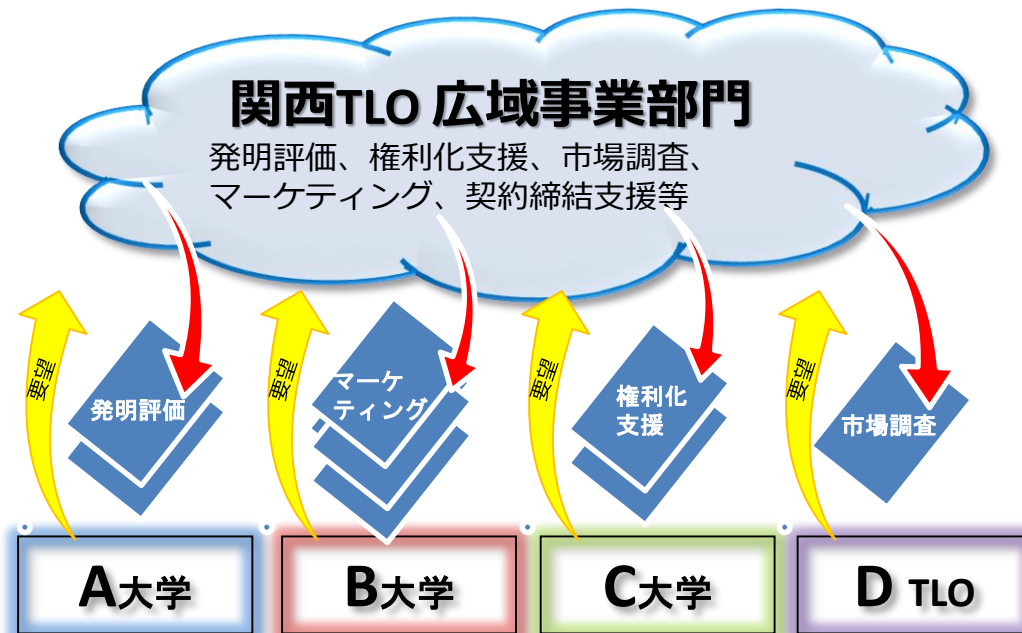 関西TLO 広域事業部門
発明評価、権利化支援、市場調査、
マーケティング、契約締結支援等
要望
発明評価
要望
マーケ
ティング
要望
権利化
支援
要望
市場調査
A大学
B大学
C大学
D TLO